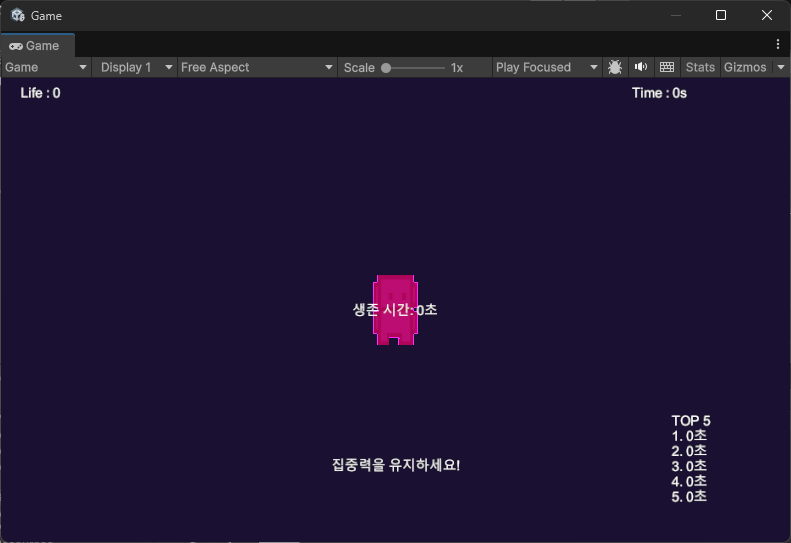 Game
Game
Game Display 1 Free Aspect Scale 1x Play Focused Stats Gizmos
Life : 0 Time : 0s
생존 시간: 0초
집중력을 유지하세요!
TOP 5
1. 0초
2. 0초
3. 0초
4. 0초
5. 0초